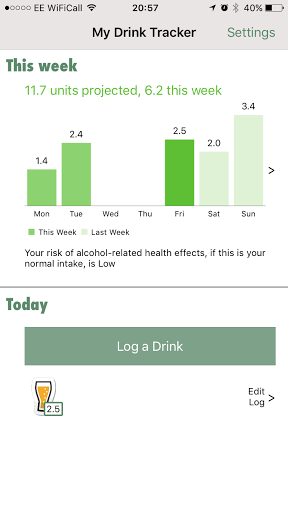 EE WiFiCall 20:57 40%
My Drink Tracker Settings
This week
11.7 units projected, 6.2 this week
3.4
2.4 2.5
2.0
1.4
Mon Tue Wed Thu Fri Sat Sun
This Week Last Week
Your risk of alcohol-related health effects, if this is your
normal intake, is Low
Today
Log a Drink
Edit
Log
2.5
>
>